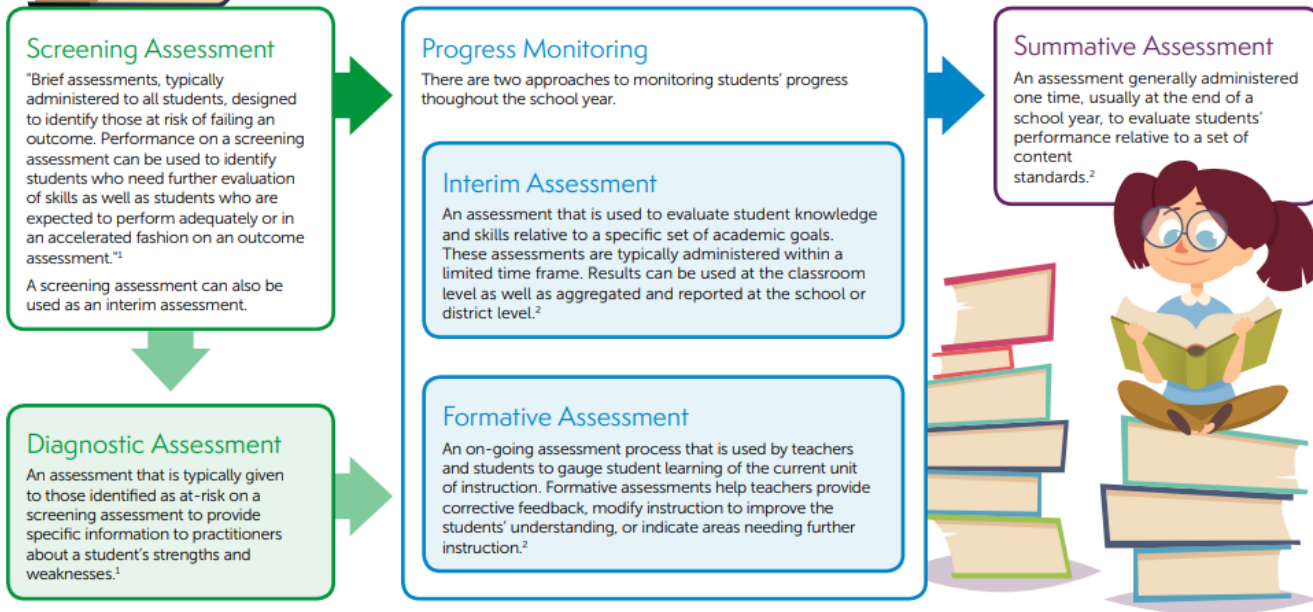 Screening Assessment
"Brief assessments, typically
administered to all students, designed
to identify those at risk of failing an
outcome. Performance on a screening
assessment can be used to identify
students who need further evaluation
of skills as well as students who are
expected to perform adequately or in
an accelerated fashion on an outcome
assessment."1
A screening assessment can also be
used as an interim assessment.
Diagnostic Assessment
An assessment that is typically given
to those identified as at-risk on a
screening assessment to provide
specific information to practitioners
about a student's strengths and
weaknesses.1
Progress Monitoring
There are two approaches to monitoring students' progress
thoughout the school year.
Interim Assessment
An assessment that is used to evaluate student knowledge
and skills relative to a specific set of academic goals.
These assessments are typically administered within a
limited time frame. Results can be used at the classroom
level as well as aggregated and reported at the school or
district level.2
Formative Assessment
An on-going assessment process that is used by teachers
and students to gauge student learning of the current unit
of instruction. Formative assessments help teachers provide
corrective feedback, modify instruction to improve the
students' understanding, or indicate areas needing further
instruction.2
Summative Assessment
An assessment generally administered
one time, usually at the end of a
school year, to evaluate students'
performance relative to a set of
content
standards.2